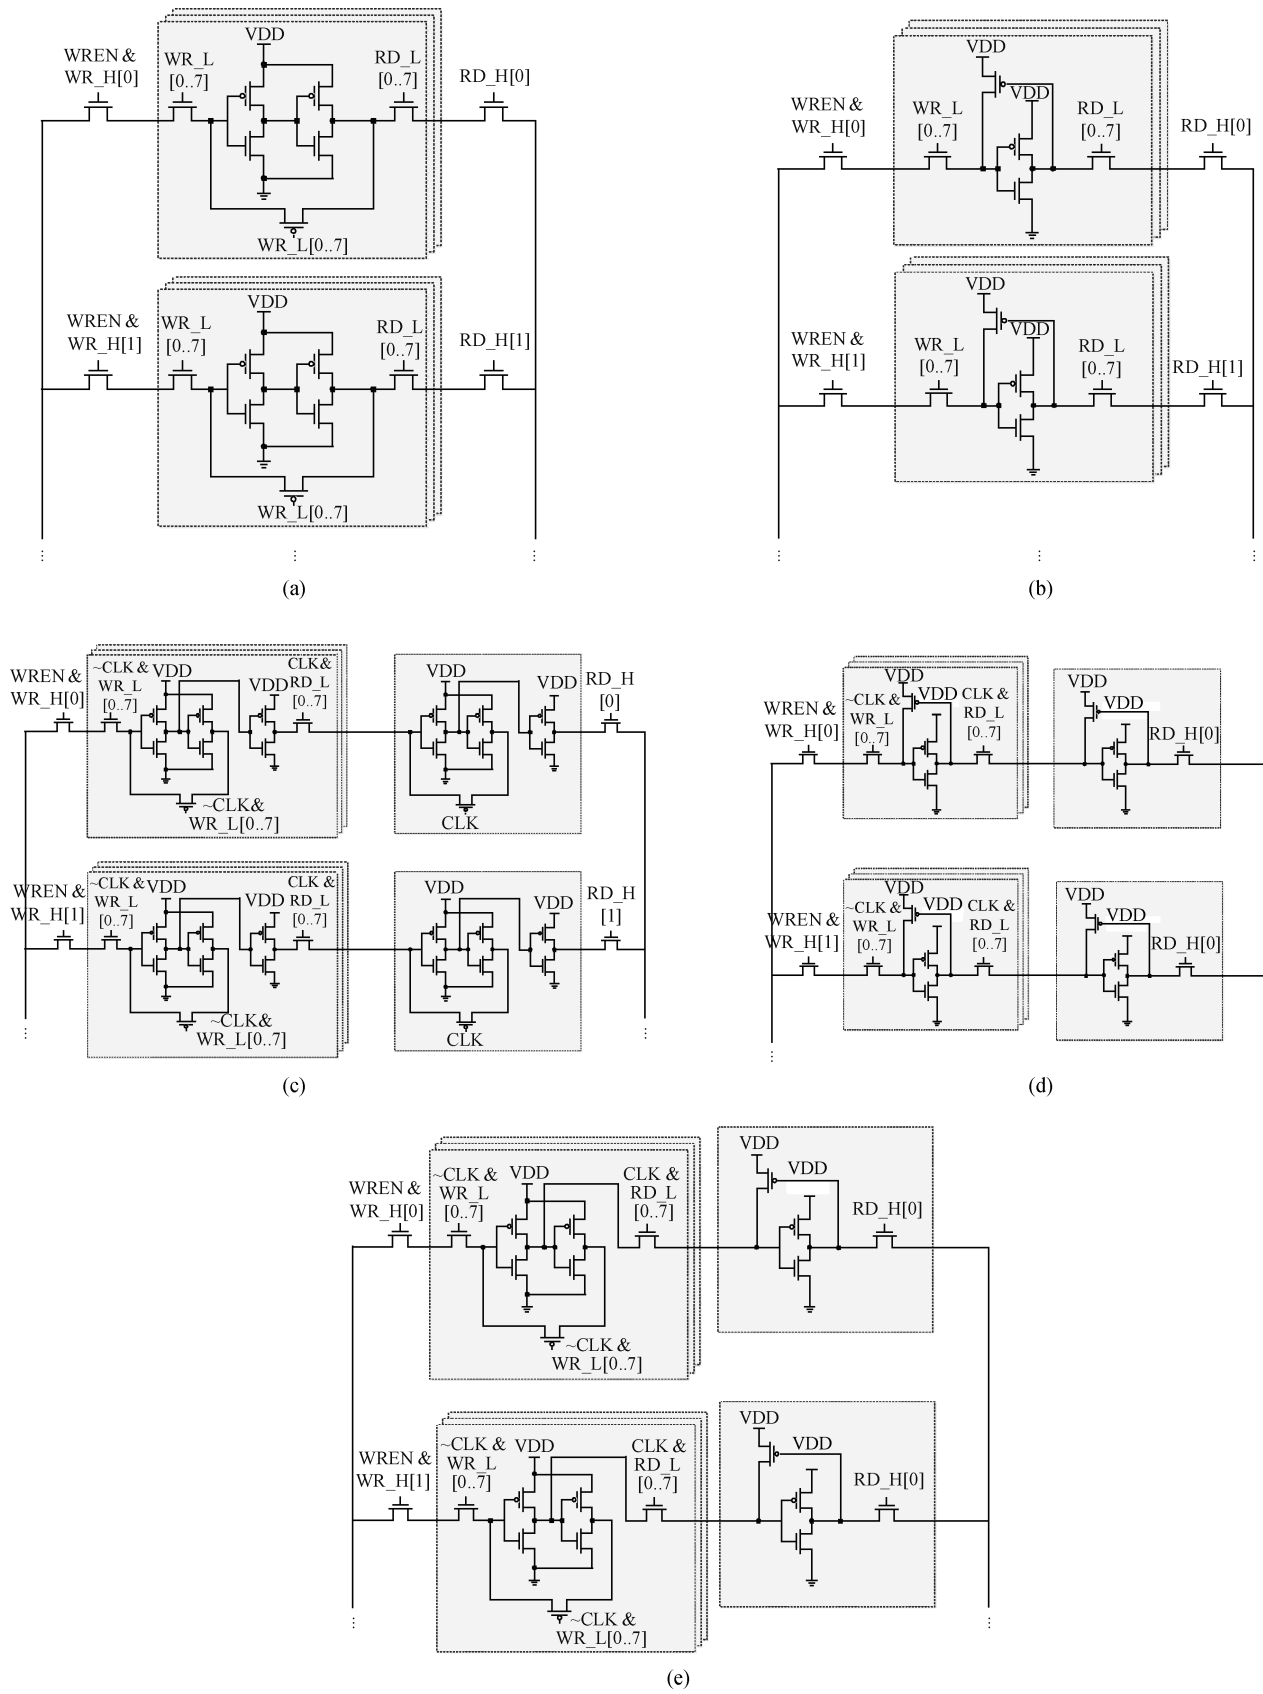 VDD
WREN &
WR_H[0]
WR_L
[0..7]
RD_L
[0..7]
RD_H[0]
WR_L[0..7]
VDD
WREN &
WR_H[1]
WR_L
[0..7]
RD_L
[0..7]
RD_H[1]
WR_L[0..7]
...
...
...
(a)
VDD
VDD
WREN &
WR_H[0]
WR_L
[0..7]
RD_L
[0..7]
RD_H[0]
VDD
VDD
WREN &
WR_H[1]
WR_L
[0..7]
RD_L
[0..7]
RD_H[1]
...
...
...
(b)
WREN &
WR_H[0]
~CLK &
WR_L
[0..7]
VDD
VDD
CLK&
RD_L
[0..7]
~CLK&
WR_L[0..7]
VDD
VDD
CLK
RD_H
[0]
WREN &
WR_H[1]
~CLK &
WR_L
[0..7]
VDD
VDD
CLK &
RD_L
[0..7]
~CLK&
WR_L[0..7]
VDD
VDD
CLK
RD_H
[1]
...
...
(c)
WREN &
WR_H[0]
~CLK &
WR_L
[0..7]
VDD
VDD
CLK &
RD_L
[0..7]
VDD
VDD
RD_H[0]
WREN &
WR_H[1]
~CLK &
WR_L
[0..7]
VDD
VDD
CLK &
RD_L
[0..7]
VDD
VDD
RD_H[0]
...
(d)
WREN &
WR_H[0]
~CLK &
WR_L
[0..7]
VDD
CLK &
RD_L
[0..7]
~CLK &
WR_L[0..7]
VDD
VDD
RD_H[0]
WREN &
WR_H[1]
~CLK &
WR_L
[0..7]
VDD
CLK &
RD_L
[0..7]
~CLK &
WR_L[0..7]
VDD
VDD
RD_H[0]
...
...
(e)